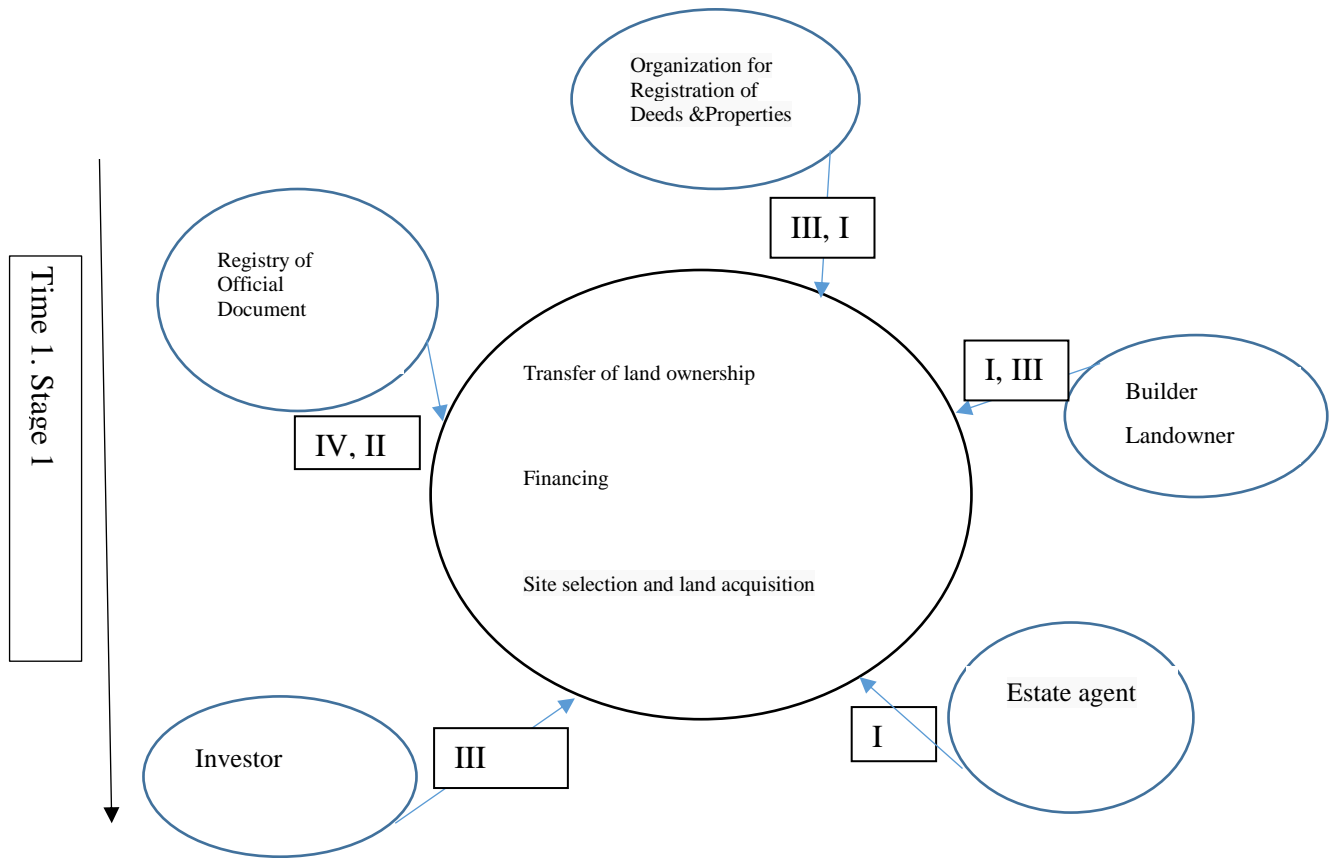 Organization for
Registration of
Deeds &Properties
III, I
Registry of
Official
Document
Time 1. Stage 1
IV, II
Transfer of land ownership
I, III
Builder
Landowner
Financing
Site selection and land acquisition
Estate agent
I
Investor
III